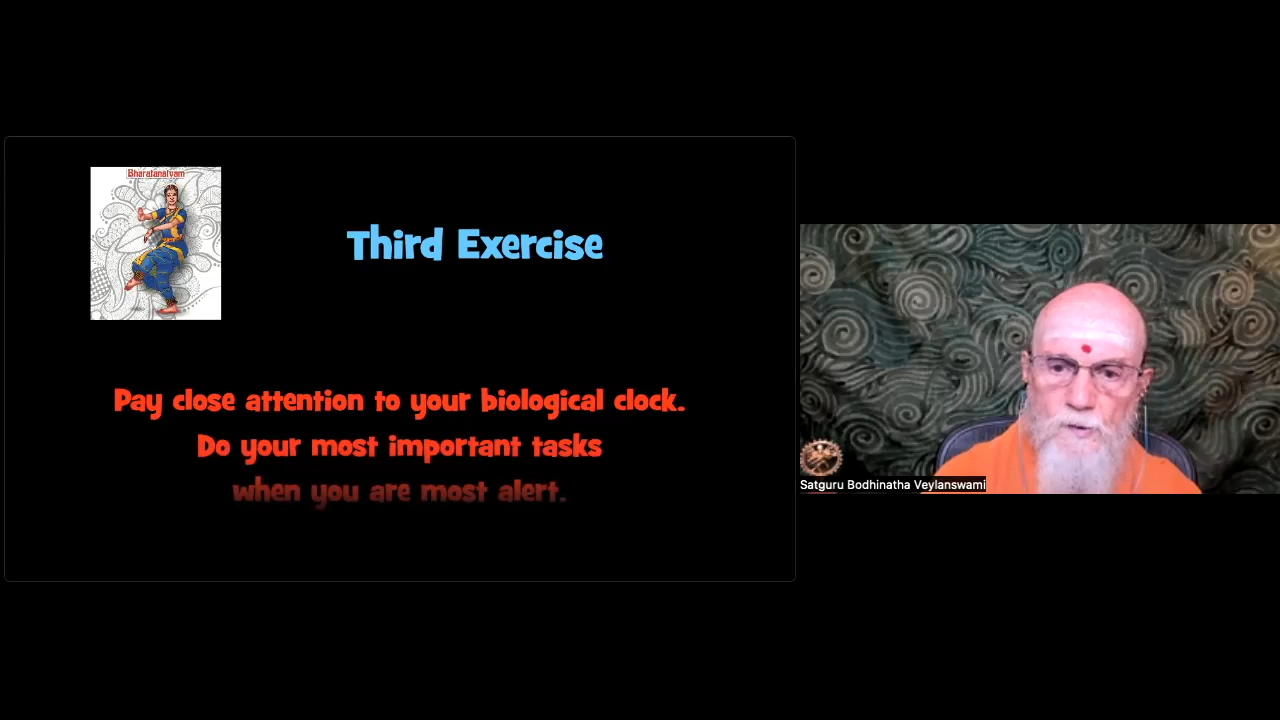 Bharatanatyam
Third Exercise
Pay close attention to your biological clock.
Do your most important tasks
when you are most alert.
Satguru Bodhinatha Veylanswami